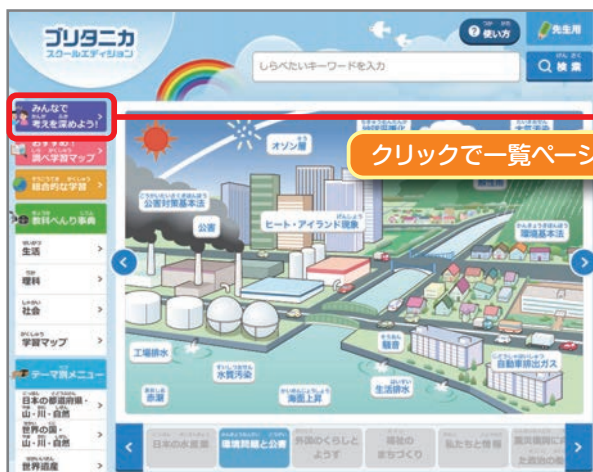 ブリタニカ
スクールエディション
使い方
先生用
しらべたいキーワードを入力
検索
みんなで
考えを深めよう!
調べ学習マップ
総合的な学習
教科べんり事典
生活
理科
社会
学習マップ
テーマ別メニュー
日本の都道府県・
山・川・自然
世界の国・
山・川・自然
世界遺産
クリックで一覧ページ
オゾン層
公害対策基本法
公害
ヒート・アイランド現象
環境基本法
工場排水
水質汚染
騒音
自動車排出ガス
赤潮
海面上昇
生活排水
日本の水産業
環境問題と公害
外国のくらしと
ようす
福祉の
まちづくり
私たちと情報